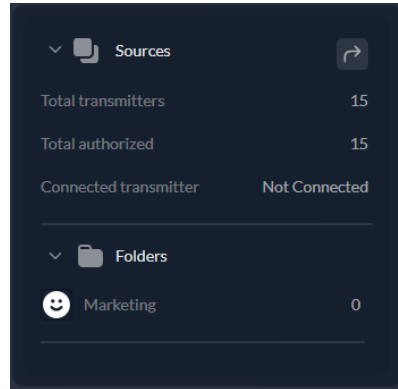 Sources
Total transmitters 15
Total authorized 15
Connected transmitter Not Connected
Folders
Marketing 0